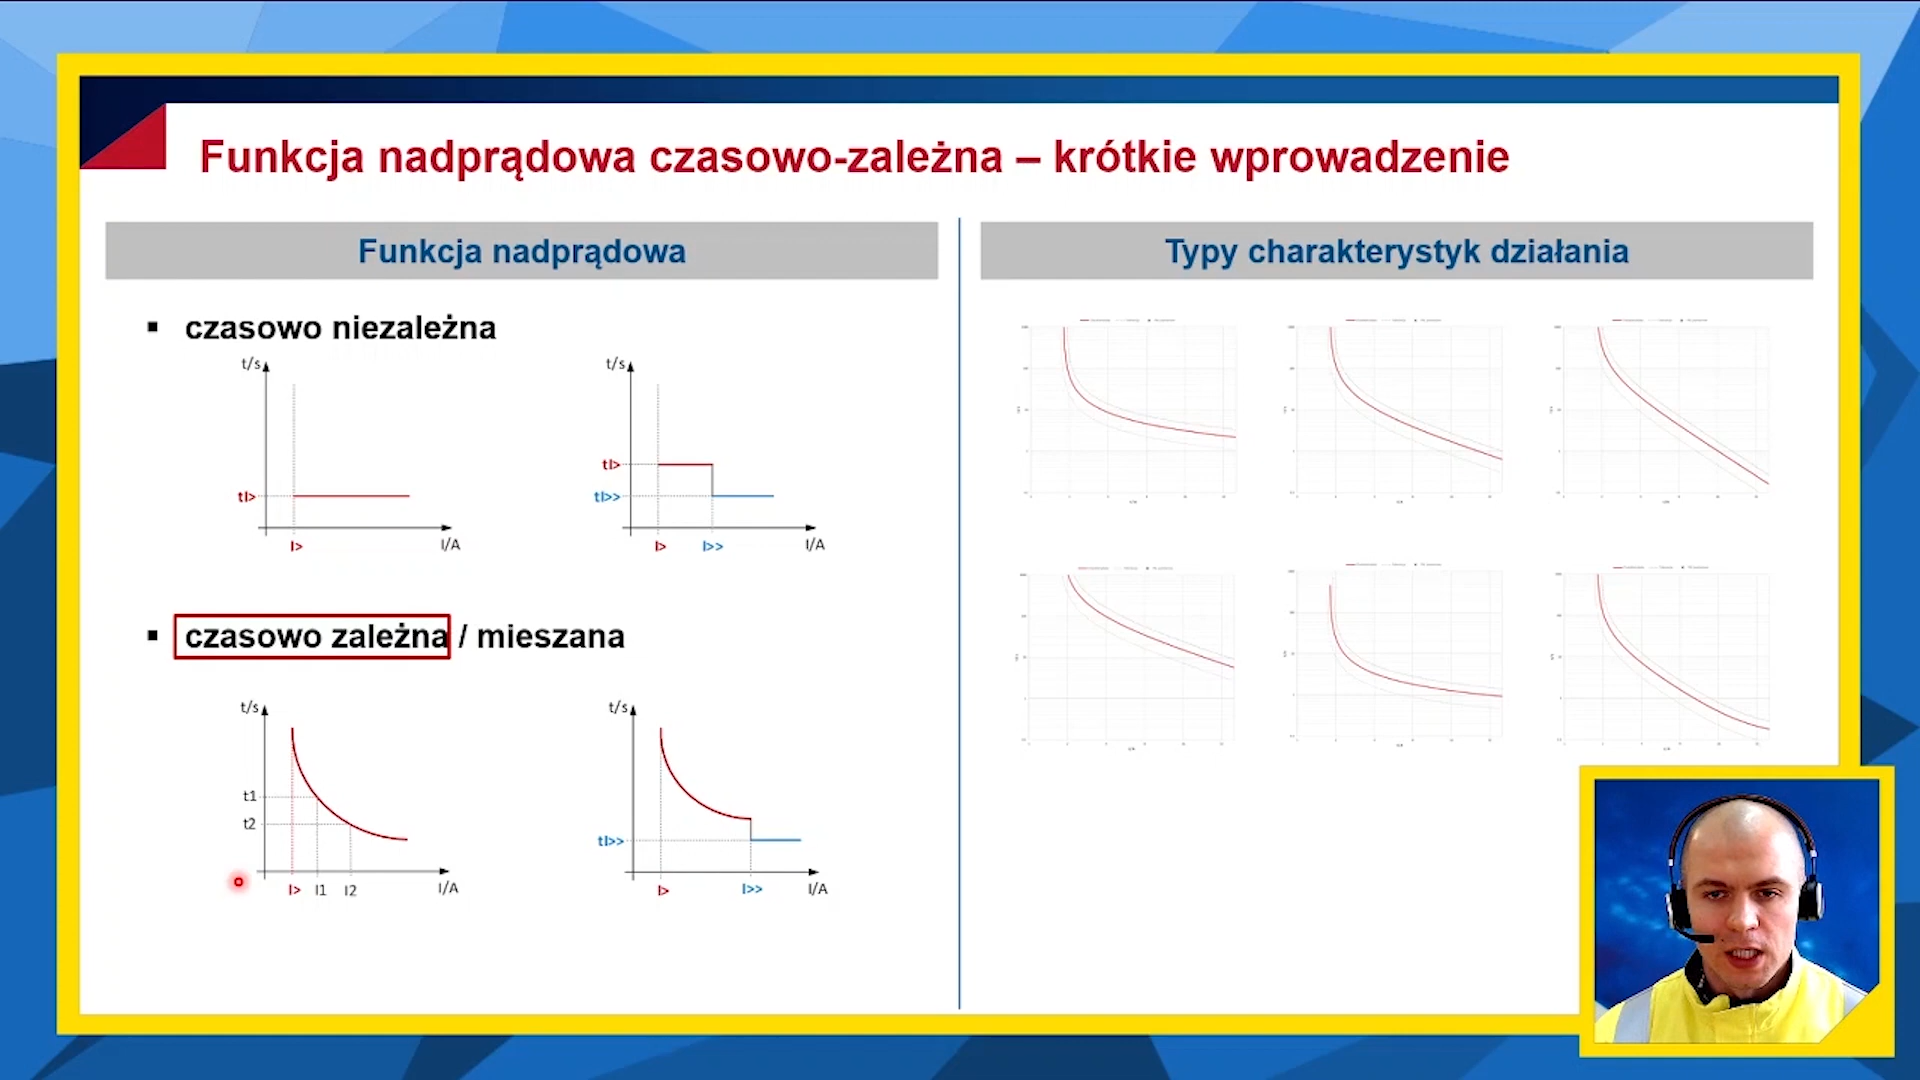 Funkcja nadprądowa czasowo-zależna – krótkie wprowadzenie
Funkcja nadprądowa
Typy charakterystyk działania
▪ czasowo niezależna
t/s
tI>
I>
I/A
t/s
tI>
tI>>
I>
I>>
I/A
▪ czasowo zależna / mieszana
t/s
t1
t2
I>
I1
I2
I/A
t/s
tI>>
I>
I>>
I/A